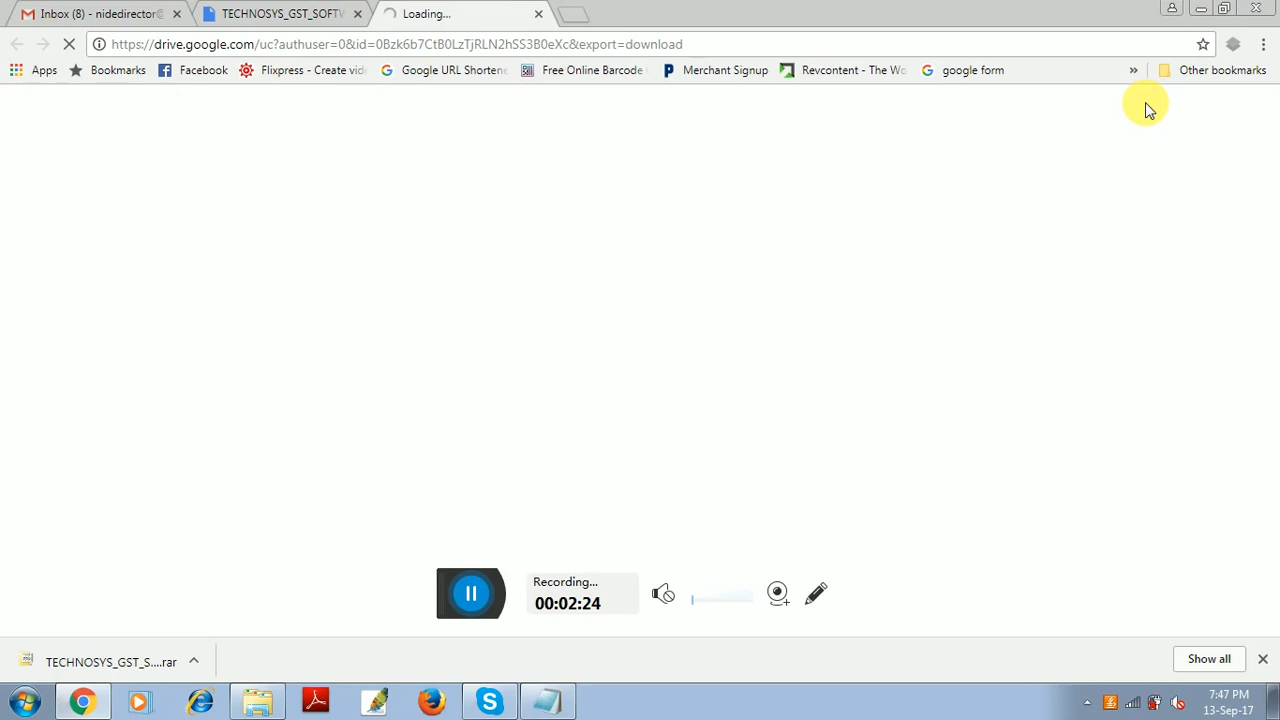 Inbox (8) - nidedirector@
TECHNOSYS_GST_SOFTV
Loading...
https://drive.google.com/uc?authuser=0&id=0Bzk6b7CtB0LzTjRLN2hSS3B0eXc&export=download
Apps
Bookmarks
Facebook
Flixpress - Create vid
Google URL Shortene
Free Online Barcode
Merchant Signup
Revcontent - The Wo
google form
»
Other bookmarks
Recording...
00:02:24
TECHNOSYS_GST_S....rar
Show all
7:47 PM
13-Sep-17